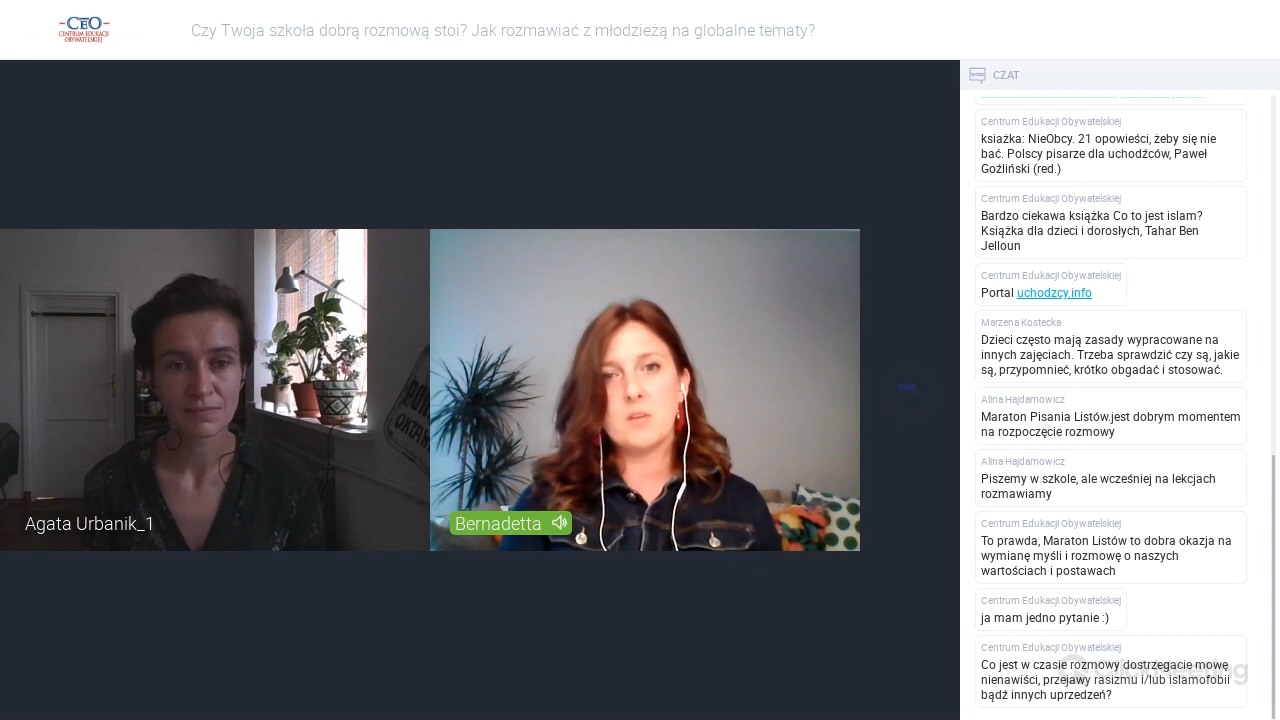 CEO
CENTRUM EDUKACJI
OBYWATELSKIEJ
Czy Twoja szkoła dobrą rozmową stoi? Jak rozmawiać z młodzieżą na globalne tematy?
CZAT
Centrum Edukacji Obywatelskiej
ksiażka: NieObcy. 21 opowieści, żeby się nie
bać. Polscy pisarze dla uchodźców, Paweł
Goźliński (red.)
Centrum Edukacji Obywatelskiej
Bardzo ciekawa książka Co to jest islam?
Książka dla dzieci i dorosłych, Tahar Ben
Jelloun
Centrum Edukacji Obywatelskiej
Portal uchodzcy.info
Marzena Kostecka
Dzieci często mają zasady wypracowane na
innych zajęciach. Trzeba sprawdzić czy są, jakie
są, przypomnieć, krótko obgadać i stosować.
Alina Hajdamowicz
Maraton Pisania Listów jest dobrym momentem
na rozpoczęcie rozmowy
Alina Hajdamowicz
Piszemy w szkole, ale wcześniej na lekcjach
rozmawiamy
Centrum Edukacji Obywatelskiej
To prawda, Maraton Listów to dobra okazja na
wymianę myśli i rozmowę o naszych
wartościach i postawach
Centrum Edukacji Obywatelskiej
ja mam jedno pytanie :)
Centrum Edukacji Obywatelskiej
Co jest w czasie rozmowy dostrzegacie mowę
nienawiści, przejawy rasizmu i/lub islamofobii
bądź innych uprzedzeń?
Agata Urbanik_1
Bernadetta